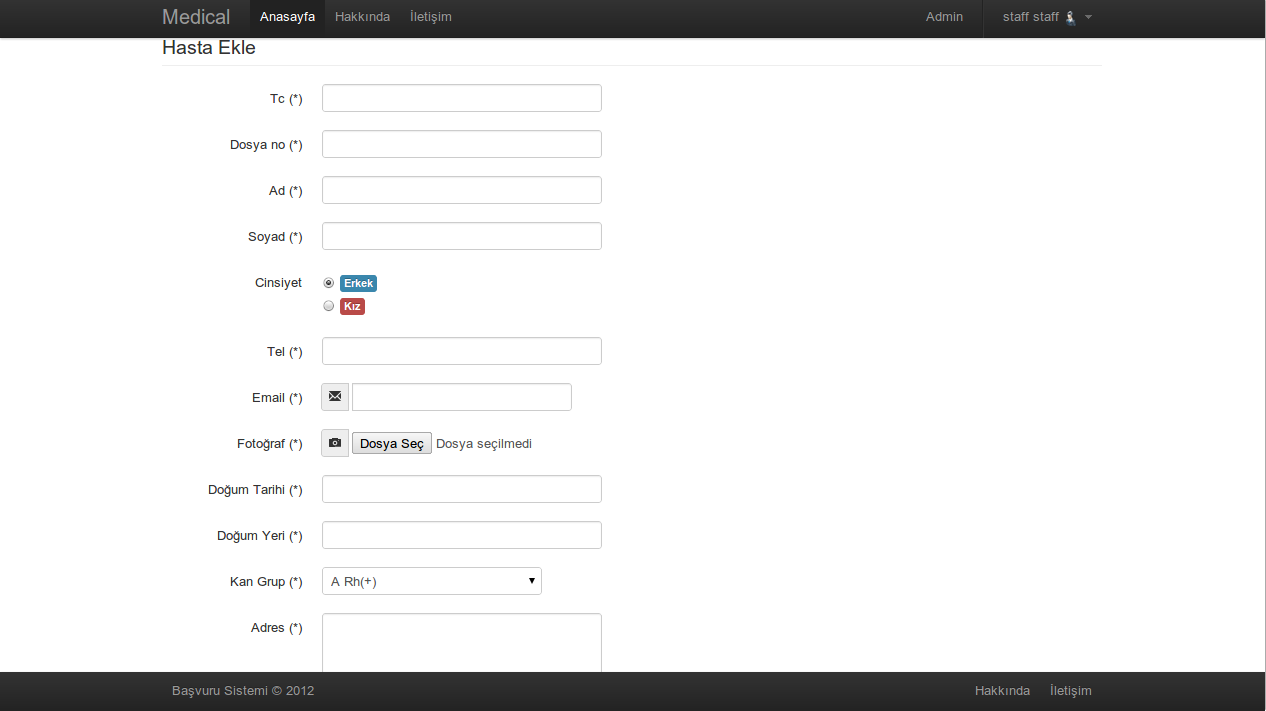 Medical Anasayfa Hakkında İletişim Admin staff staff
Hasta Ekle
Tc (*)
Dosya no (*)
Ad (*)
Soyad (*)
Cinsiyet Erkek
Kız
Tel (*)
Email (*)
Fotoğraf (*) Dosya Seç Dosya seçilmedi
Doğum Tarihi (*)
Doğum Yeri (*)
Kan Grup (*) A Rh(+)
Adres (*)
Başvuru Sistemi © 2012 Hakkında İletişim